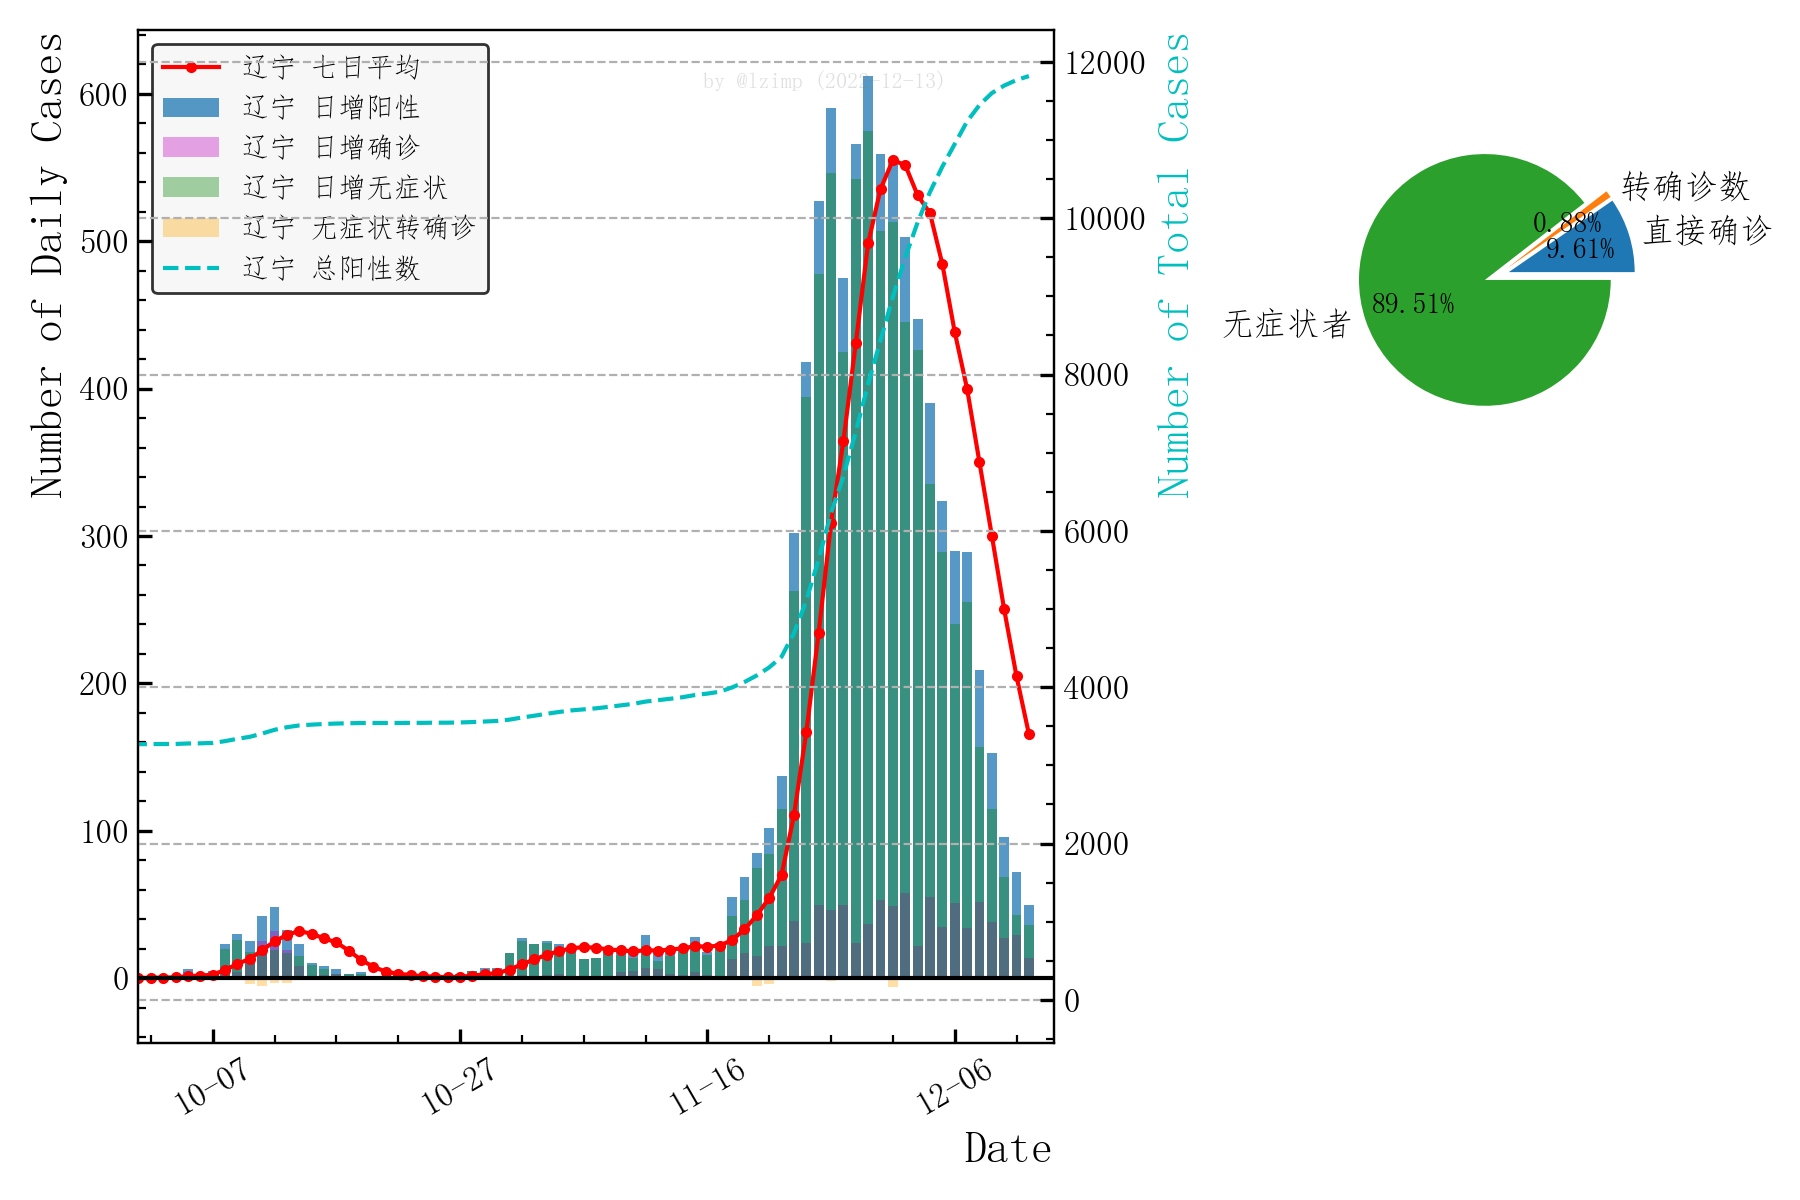 Number of Daily Cases
600
500
400
300
200
100
0
辽宁 七日平均
辽宁 日增阳性
辽宁 日增确诊
辽宁 日增无症状
辽宁 无症状转确诊
辽宁 总阳性数
by @lzimp (2022-12-13)
12000
10000
8000
6000
4000
2000
0
Number of Total Cases
10-07
10-27
11-16
12-06
Date
转确诊数
0.88%
直接确诊
9.61%
89.51%
无症状者